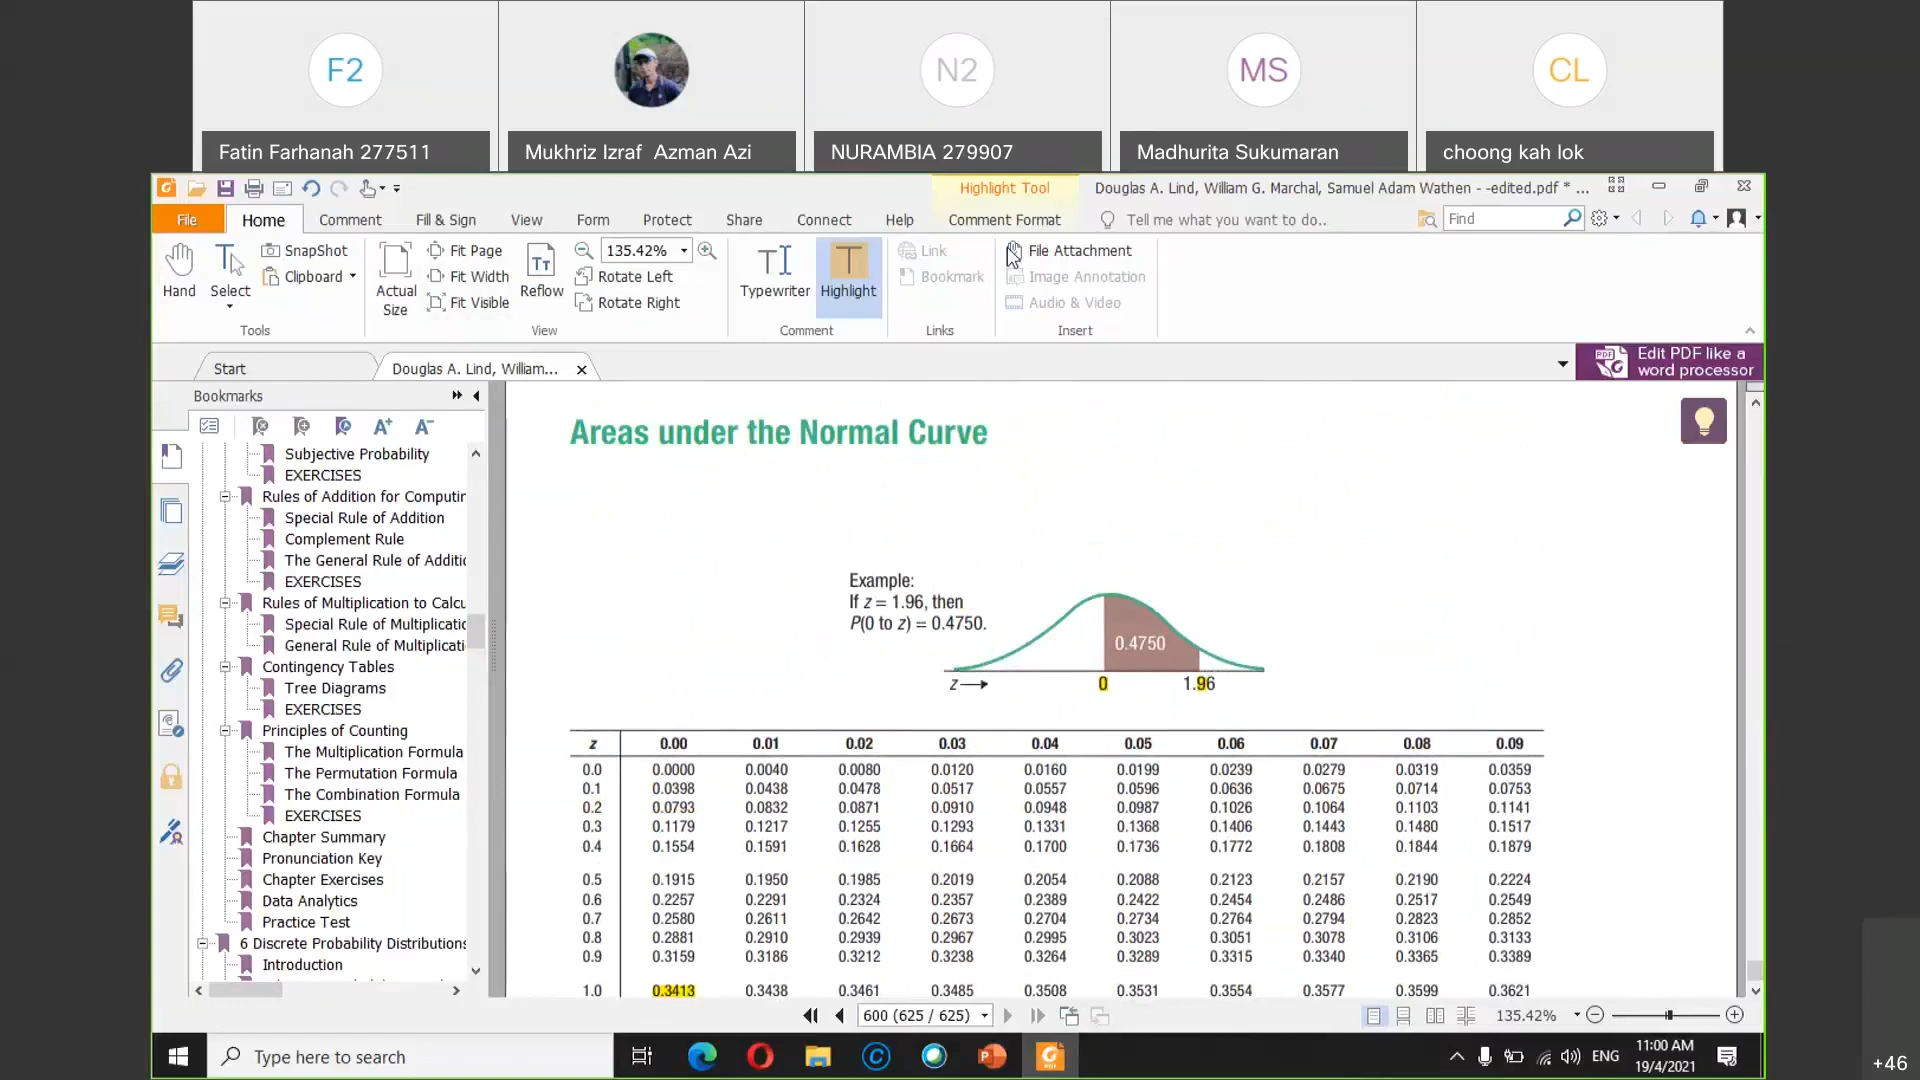 F2
N2
MS
CL
Fatin Farhanah 277511
Mukhriz Izraf Azman Azi
NURAMBIA 279907
Madhurita Sukumaran
choong kah lok
Highlight Tool
Douglas A. Lind, William G. Marchal, Samuel Adam Wathen - -edited.pdf * ...
File
Home
Comment
Fill & Sign
View
Form
Protect
Share
Connect
Help
Comment Format
Tell me what you want to do..
Find
Hand
Select
SnapShot
Clipboard
Tools
Actual
Size
Fit Page
Fit Width
Fit Visible
Reflow
135.42%
Rotate Left
Rotate Right
View
Typewriter
Highlight
Comment
Link
Bookmark
Links
File Attachment
Image Annotation
Audio & Video
Insert
Start
Douglas A. Lind, William...
Edit PDF like a
word processor
Bookmarks
Subjective Probability
EXERCISES
Rules of Addition for Computin
Special Rule of Addition
Complement Rule
The General Rule of Additic
EXERCISES
Rules of Multiplication to Calcu
Special Rule of Multiplicatic
General Rule of Multiplicati
Contingency Tables
Tree Diagrams
EXERCISES
Principles of Counting
The Multiplication Formula
The Permutation Formula
The Combination Formula
EXERCISES
Chapter Summary
Pronunciation Key
Chapter Exercises
Data Analytics
Practice Test
6 Discrete Probability Distributions
Introduction
Areas under the Normal Curve
Example:
If z = 1.96, then
P(0 to z) = 0.4750.
0.4750
z
0
1.96
z 0.00 0.01 0.02 0.03 0.04 0.05 0.06 0.07 0.08 0.09
0.0 0.0000 0.0040 0.0080 0.0120 0.0160 0.0199 0.0239 0.0279 0.0319 0.0359
0.1 0.0398 0.0438 0.0478 0.0517 0.0557 0.0596 0.0636 0.0675 0.0714 0.0753
0.2 0.0793 0.0832 0.0871 0.0910 0.0948 0.0987 0.1026 0.1064 0.1103 0.1141
0.3 0.1179 0.1217 0.1255 0.1293 0.1331 0.1368 0.1406 0.1443 0.1480 0.1517
0.4 0.1554 0.1591 0.1628 0.1664 0.1700 0.1736 0.1772 0.1808 0.1844 0.1879
0.5 0.1915 0.1950 0.1985 0.2019 0.2054 0.2088 0.2123 0.2157 0.2190 0.2224
0.6 0.2257 0.2291 0.2324 0.2357 0.2389 0.2422 0.2454 0.2486 0.2517 0.2549
0.7 0.2580 0.2611 0.2642 0.2673 0.2704 0.2734 0.2764 0.2794 0.2823 0.2852
0.8 0.2881 0.2910 0.2939 0.2967 0.2995 0.3023 0.3051 0.3078 0.3106 0.3133
0.9 0.3159 0.3186 0.3212 0.3238 0.3264 0.3289 0.3315 0.3340 0.3365 0.3389
1.0 0.3413 0.3438 0.3461 0.3485 0.3508 0.3531 0.3554 0.3577 0.3599 0.3621
600 (625 / 625)
135.42%
Type here to search
ENG
11:00 AM
19/4/2021
+46